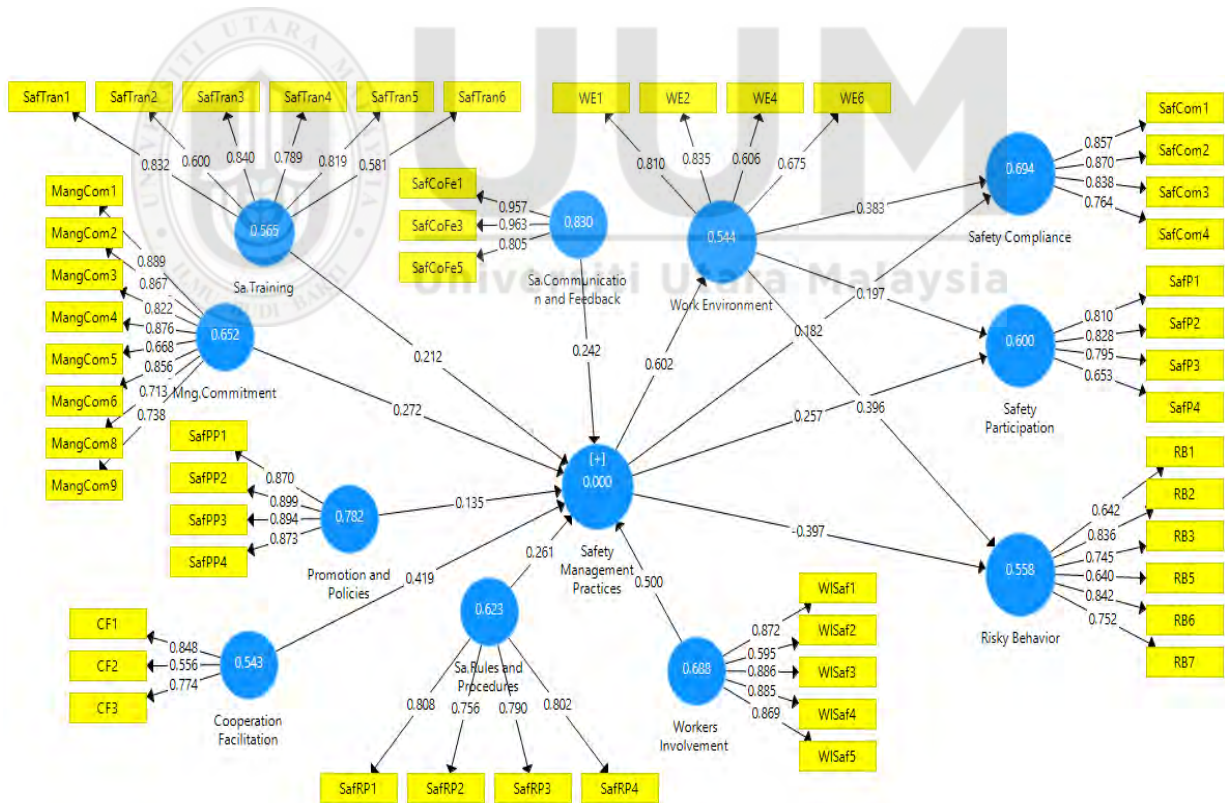 UNIVERSITI UTARA MALAYSIA
UUM
Universiti Utara Malaysia
SafTran1
SafTran2
SafTran3
SafTran4
SafTran5
SafTran6
0.832
0.600
0.840
0.789
0.819
0.581
0.565
Sa.Training
WE1
WE2
WE4
WE6
0.810
0.835
0.606
0.675
0.544
Work Environment
SafCoFe1
SafCoFe3
SafCoFe5
0.957
0.963
0.805
0.830
Sa.Communicatio
n and Feedback
SafCom1
SafCom2
SafCom3
SafCom4
0.857
0.870
0.838
0.764
0.694
Safety Compliance
MangCom1
MangCom2
MangCom3
MangCom4
MangCom5
MangCom6
MangCom8
MangCom9
0.889
0.867
0.822
0.876
0.668
0.856
0.713
0.738
0.652
Mng.Commitment
SafP1
SafP2
SafP3
SafP4
0.810
0.828
0.795
0.653
0.600
Safety
Participation
0.383
0.197
0.182
0.212
0.242
0.602
0.272
0.257
0.396
SafPP1
SafPP2
SafPP3
SafPP4
0.870
0.899
0.894
0.873
0.782
Promotion and
Policies
0.135
[+]
0.000
Safety
Management
Practices
-0.397
0.419
0.261
0.500
RB1
RB2
RB3
RB5
RB6
RB7
0.642
0.836
0.745
0.640
0.842
0.752
0.558
Risky Behavior
CF1
CF2
CF3
0.848
0.556
0.774
0.543
Cooperation
Facilitation
0.623
Sa.Rules and
Procedures
0.808
0.756
0.790
0.802
SafRP1
SafRP2
SafRP3
SafRP4
0.688
Workers
Involvement
0.872
0.595
0.886
0.885
0.869
WISaf1
WISaf2
WISaf3
WISaf4
WISaf5